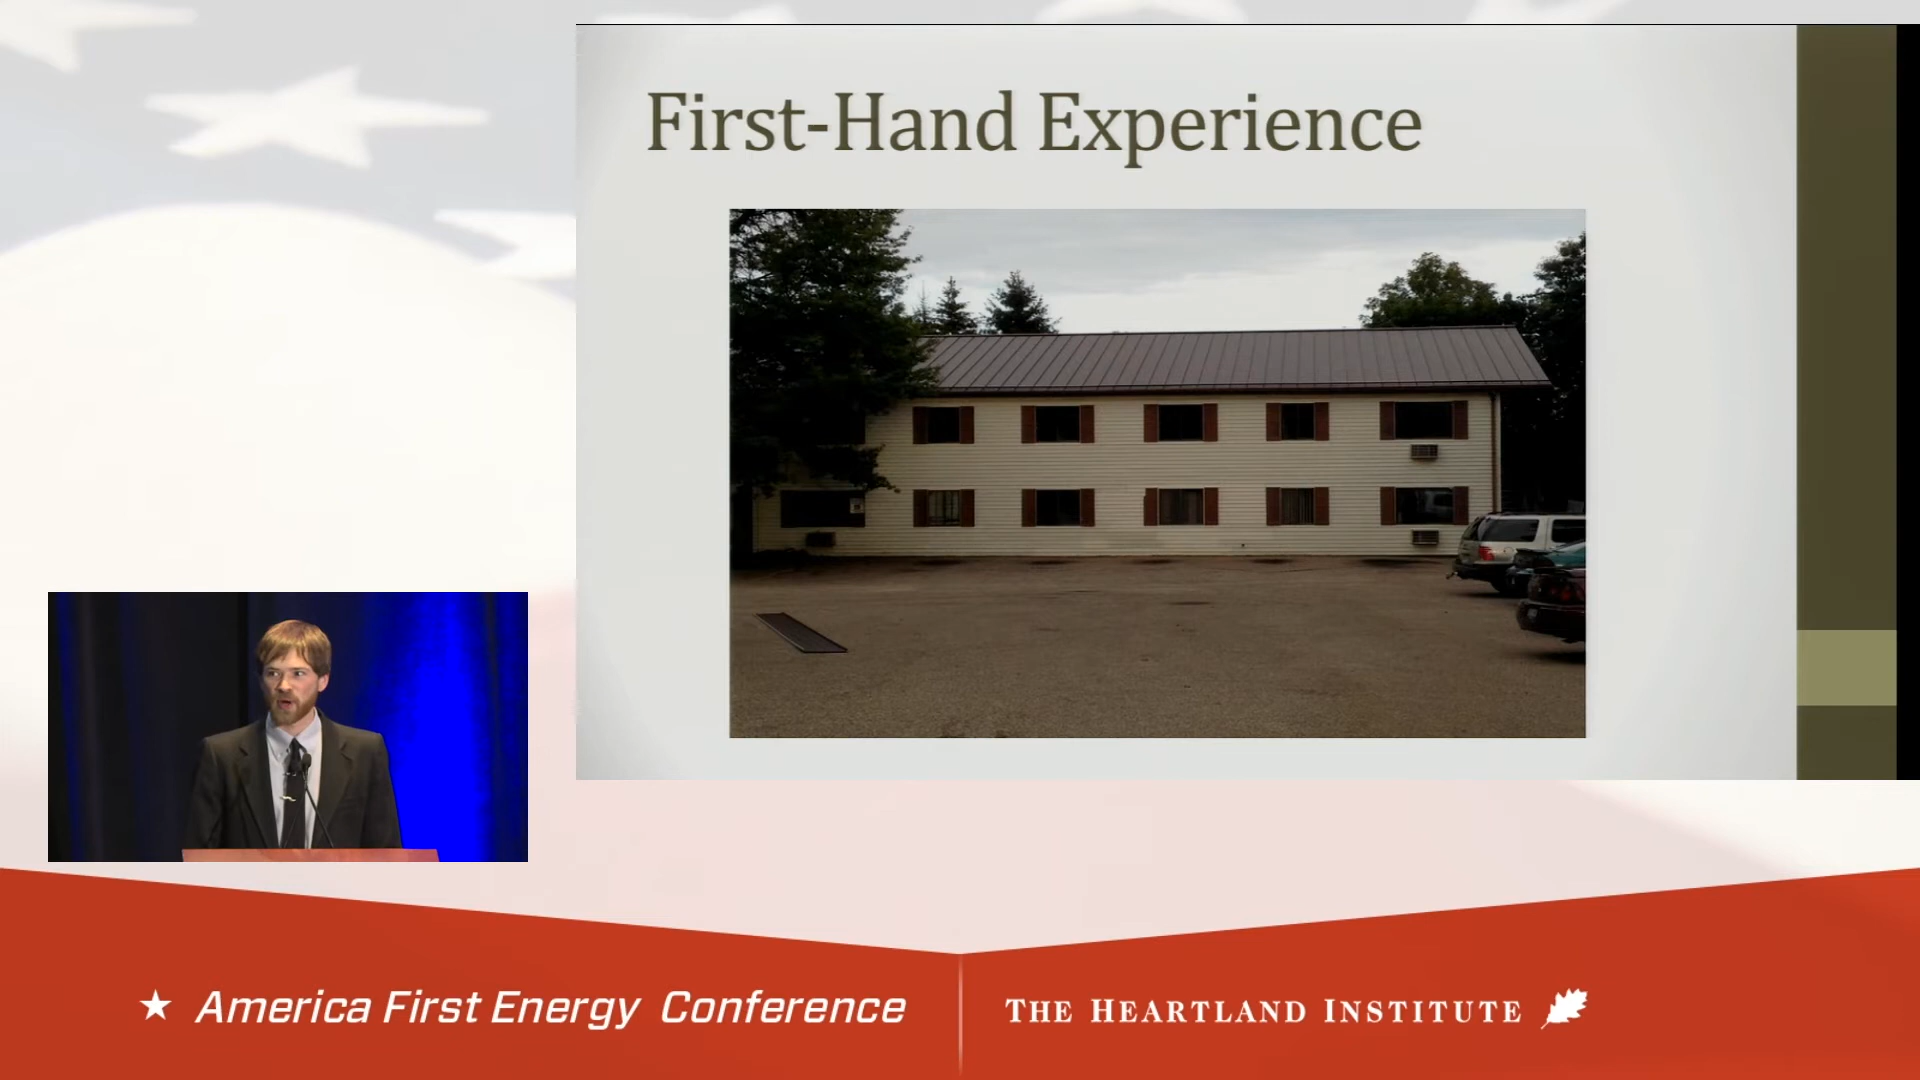 First-Hand Experience
America First Energy Conference
THE HEARTLAND INSTITUTE